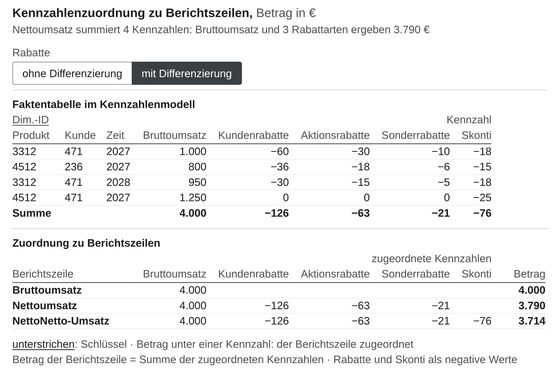 Kennzahlenzuordnung zu Berichtszeilen, Betrag in €
Nettoumsatz summiert 4 Kennzahlen: Bruttoumsatz und 3 Rabattarten ergeben 3.790 €
Rabatte
ohne Differenzierung mit Differenzierung
Faktentabelle im Kennzahlenmodell
Dim.-ID Kennzahl
Produkt Kunde Zeit Bruttoumsatz Kundenrabatte Aktionsrabatte Sonderrabatte Skonti
3312 471 2027 1.000 −60 −30 −10 −18
4512 236 2027 800 −36 −18 −6 −15
3312 471 2028 950 −30 −15 −5 −18
4512 471 2027 1.250 0 0 0 −25
Summe 4.000 −126 −63 −21 −76
Zuordnung zu Berichtszeilen
zugeordnete Kennzahlen
Berichtszeile Bruttoumsatz Kundenrabatte Aktionsrabatte Sonderrabatte Skonti Betrag
Bruttoumsatz 4.000 4.000
Nettoumsatz 4.000 −126 −63 −21 3.790
NettoNetto-Umsatz 4.000 −126 −63 −21 −76 3.714
unterstrichen: Schlüssel · Betrag unter einer Kennzahl: der Berichtszeile zugeordnet
Betrag der Berichtszeile = Summe der zugeordneten Kennzahlen · Rabatte und Skonti als negative Werte